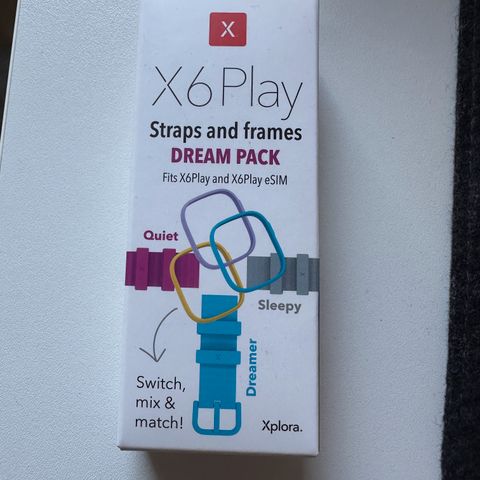 X
X6Play
Straps and frames
DREAM PACK
Fits X6Play and X6Play eSIM
Quiet
Sleepy
Dreamer
Switch,
mix &
match!
Xplora.